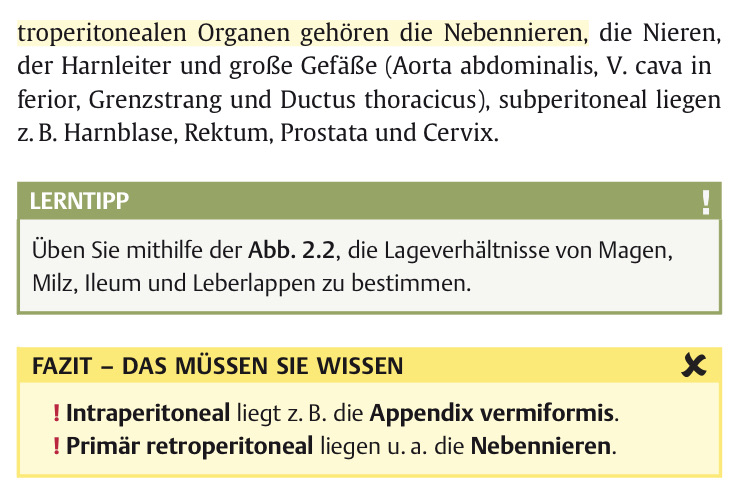 troperitonealen Organen gehören die Nebennieren, die Nieren,
der Harnleiter und große Gefäße (Aorta abdominalis, V. cava in
ferior, Grenzstrang und Ductus thoracicus), subperitoneal liegen
z. B. Harnblase, Rektum, Prostata und Cervix.
LERNTIPP !
Üben Sie mithilfe der Abb. 2.2, die Lageverhältnisse von Magen,
Milz, Ileum und Leberlappen zu bestimmen.
FAZIT – DAS MÜSSEN SIE WISSEN ✘
! Intraperitoneal liegt z. B. die Appendix vermiformis.
! Primär retroperitoneal liegen u. a. die Nebennieren.